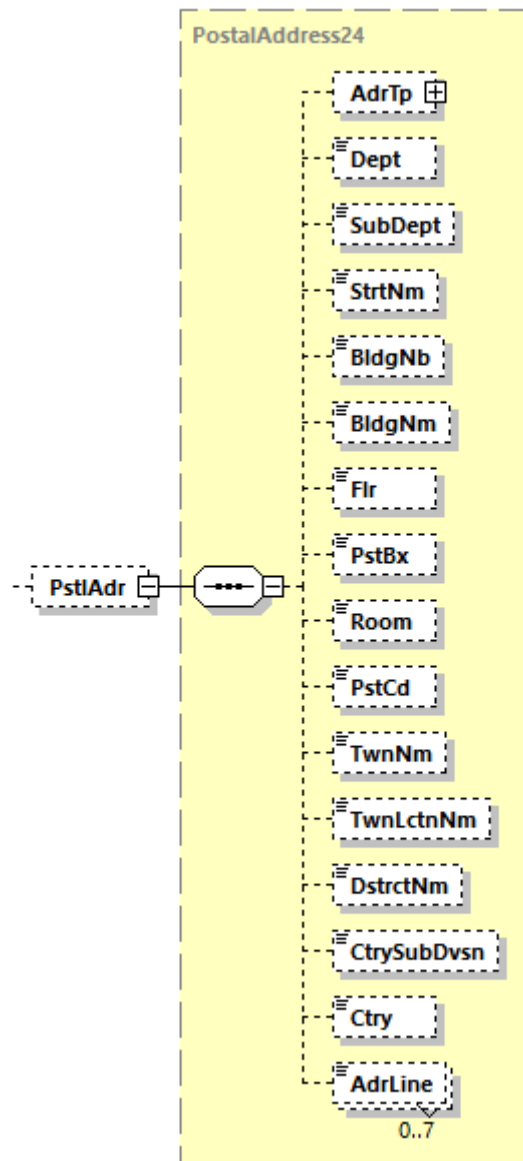 PostalAddress24
AdrTp
Dept
SubDept
StrtNm
BldgNb
BldgNm
Flr
PstBx
PstlAdr
Room
PstCd
TwnNm
TwnLctnNm
DstrctNm
CtrySubDvsn
Ctry
AdrLine
0..7